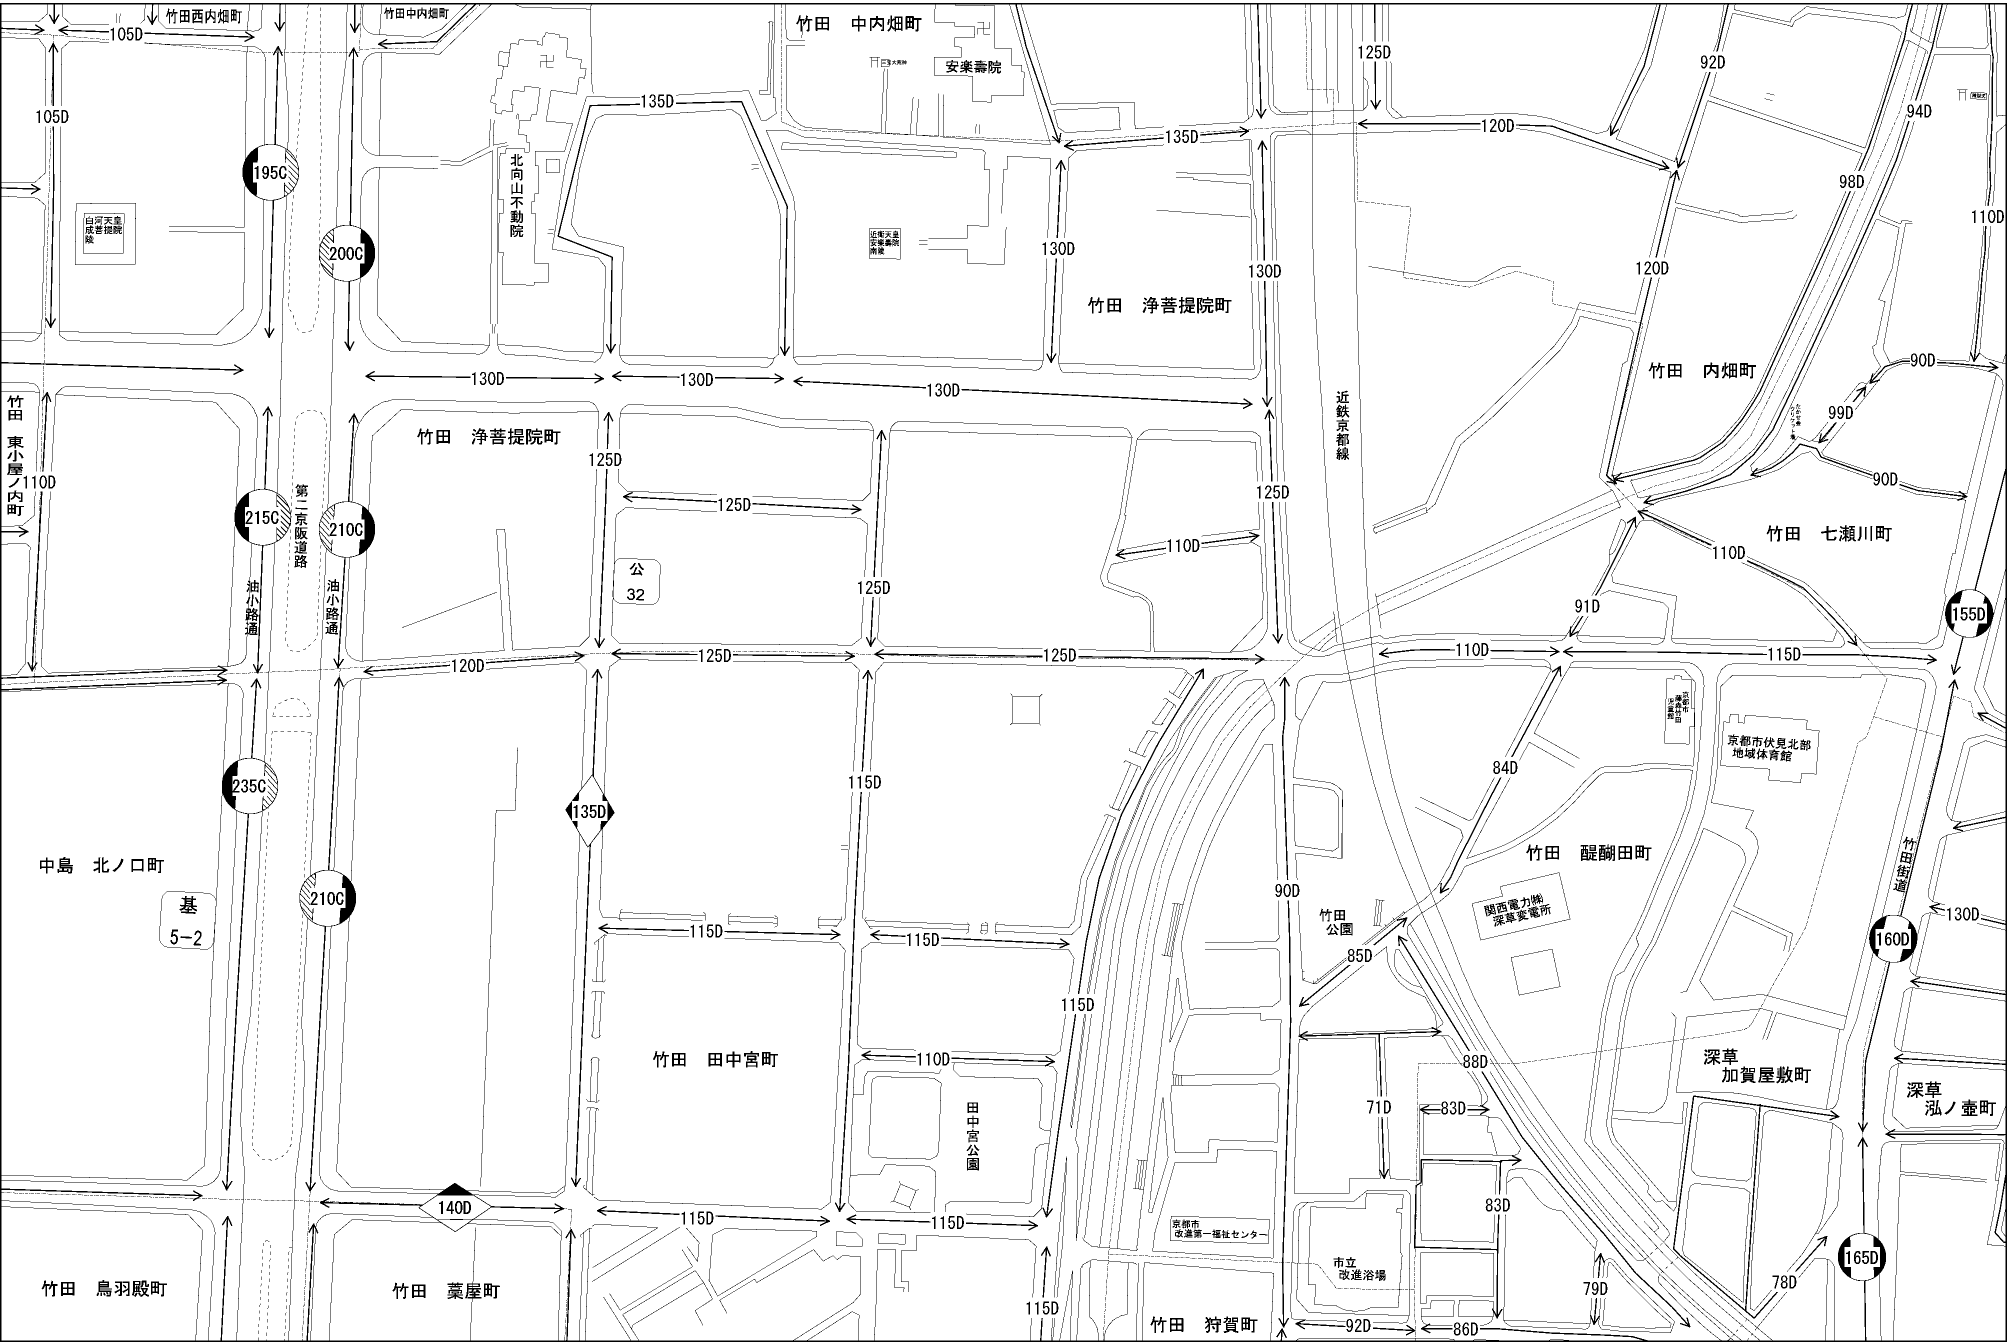 竹田西内畑町
竹田中内畑町
竹田　中内畑町
105D
125D
92D
安楽壽院
94D
105D
135D
135D
120D
195C
北向山不動院
98D
白河天皇
成菩提院
陵
110D
200C
近衛天皇
安楽壽院
南陵
130D
130D
120D
竹田　浄菩提院町
竹田　内畑町
90D
130D
130D
130D
近鉄京都線
竹田　東小屋ノ内町
99D
竹田　浄菩提院町
125D
110D
125D
125D
90D
第二京阪道路
215C
210C
110D
110D
竹田　七瀬川町
公
32
125D
油小路通
油小路通
91D
155D
120D
125D
125D
110D
115D
京都市
児童館
京都市伏見北部
地域体育館
235C
135D
115D
84D
中島　北ノ口町
竹田　醍醐田町
竹田街道
210C
基
5-2
90D
竹田
公園
関西電力㈱
深草変電所
130D
115D
115D
85D
160D
115D
竹田　田中宮町
110D
88D
深草
加賀屋敷町
深草
泓ノ壺町
71D
83D
田中宮公園
140D
115D
115D
83D
京都市
改進第一福祉センター
市立
改進浴場
165D
竹田　鳥羽殿町
竹田　藁屋町
79D
78D
115D
竹田　狩賀町
92D
86D